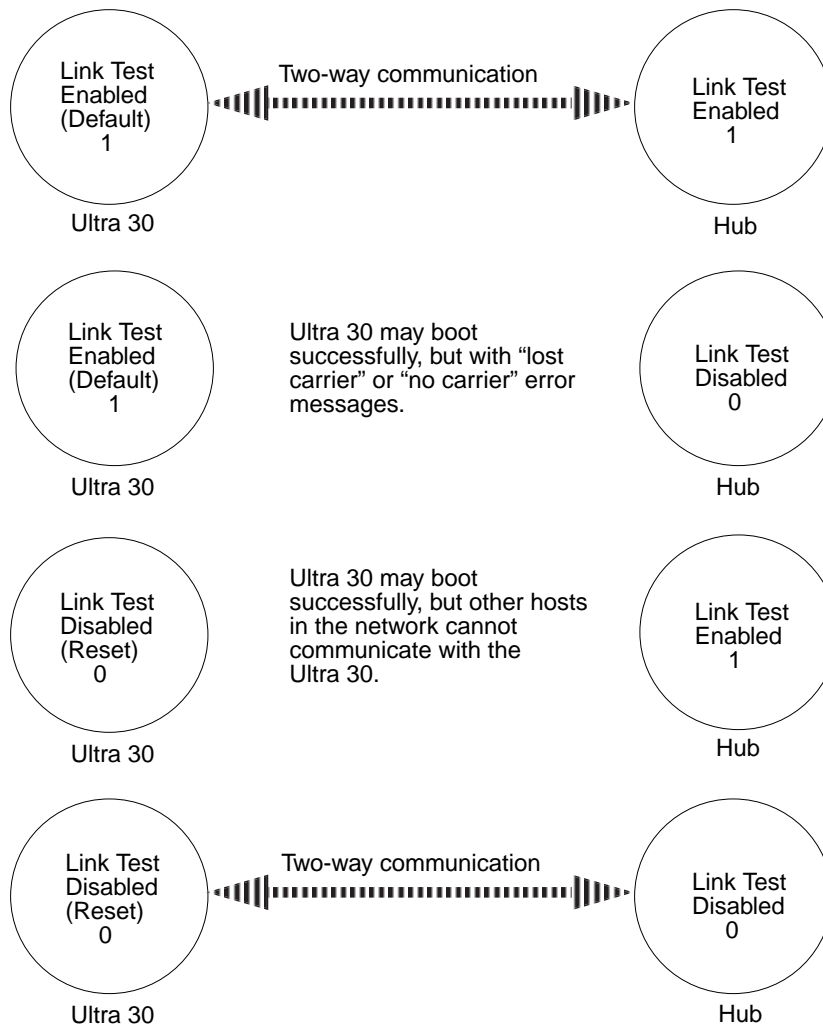 Link Test
Enabled
(Default)
1
Ultra 30
Two-way communication
Link Test
Enabled
1
Hub
Link Test
Enabled
(Default)
1
Ultra 30
Ultra 30 may boot
successfully, but with “lost
carrier” or “no carrier” error
messages.
Link Test
Disabled
0
Hub
Link Test
Disabled
(Reset)
0
Ultra 30
Ultra 30 may boot
successfully, but other hosts
in the network cannot
communicate with the
Ultra 30.
Link Test
Enabled
1
Hub
Link Test
Disabled
(Reset)
0
Ultra 30
Two-way communication
Link Test
Disabled
0
Hub